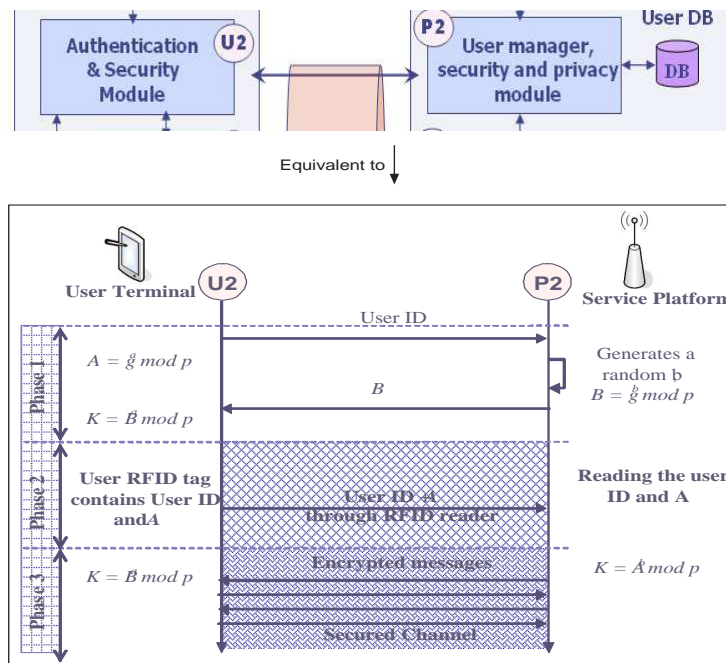 Authentication
& Security
Module
U2
P2
User manager,
security and privacy
module
User DB
DB
Equivalent to
User Terminal
U2
P2
Service Platform
Phase 1
User ID
A = g^a mod p
Generates a
random b
B = g^b mod p
B
K = B^a mod p
Phase 2
User RFID tag
contains User ID
and A
User ID, A
through RFID reader
Reading the user
ID and A
Phase 3
K = B^a mod p
Encrypted messages
K = A^b mod p
Secured Channel